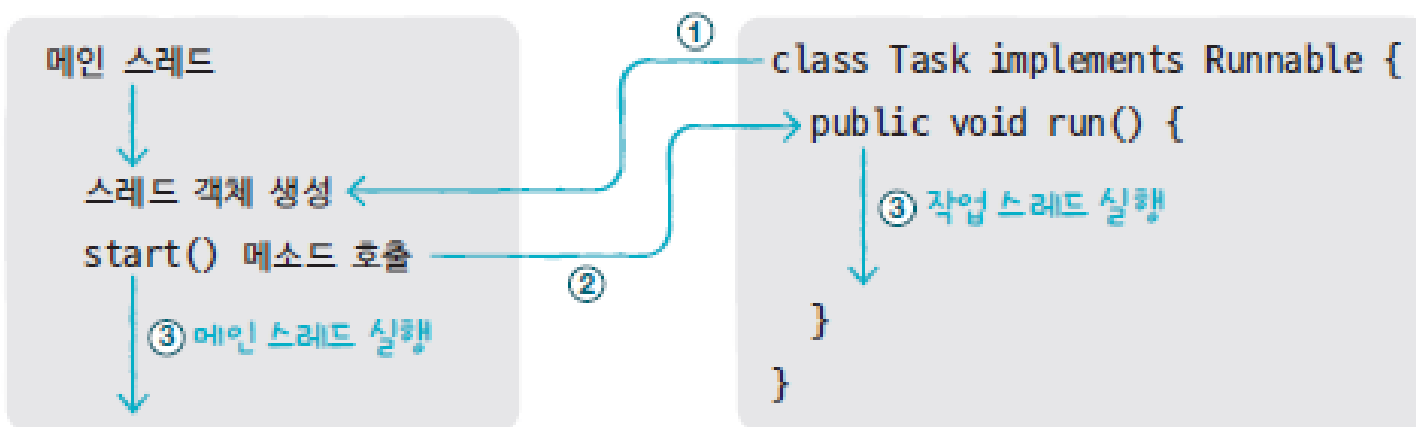 메인 스레드
스레드 객체 생성
start() 메소드 호출
③ 메인 스레드 실행
①
②
class Task implements Runnable {
public void run() {
③ 작업 스레드 실행
}
}